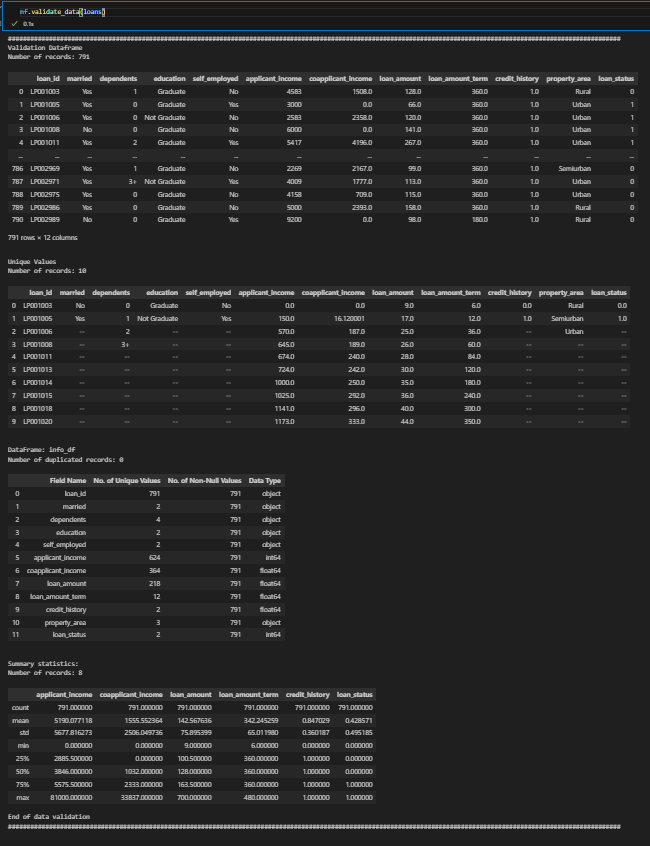 mf.validate_data(loans)
✓ 0.1s
################################################################################
Validation Dataframe
Number of records: 791
loan_id married dependents education self_employed applicant_income coapplicant_income loan_amount loan_amount_term credit_history property_area loan_status
0 LP001003 Yes 1 Graduate No 4583 1508.0 128.0 360.0 1.0 Rural 0
1 LP001005 Yes 0 Graduate Yes 3000 0.0 66.0 360.0 1.0 Urban 1
2 LP001006 Yes 0 Not Graduate No 2583 2358.0 120.0 360.0 1.0 Urban 1
3 LP001008 No 0 Graduate No 6000 0.0 141.0 360.0 1.0 Urban 1
4 LP001011 Yes 2 Graduate Yes 5417 4196.0 267.0 360.0 1.0 Urban 1
... ... ... ... ... ... ... ... ... ... ... ... ...
786 LP002969 Yes 1 Graduate No 2269 2167.0 99.0 360.0 1.0 Semiurban 0
787 LP002971 Yes 3+ Not Graduate Yes 4009 1777.0 113.0 360.0 1.0 Urban 0
788 LP002975 Yes 0 Graduate No 4158 709.0 115.0 360.0 1.0 Urban 0
789 LP002986 Yes 0 Graduate No 5000 2393.0 158.0 360.0 1.0 Rural 0
790 LP002989 No 0 Graduate Yes 9200 0.0 98.0 180.0 1.0 Rural 0
791 rows × 12 columns
Unique Values
Number of records: 10
loan_id married dependents education self_employed applicant_income coapplicant_income loan_amount loan_amount_term credit_history property_area loan_status
0 LP001003 No 0 Graduate No 0.0 0.0 9.0 6.0 0.0 Rural 0.0
1 LP001005 Yes 1 Not Graduate Yes 150.0 16.120001 17.0 12.0 1.0 Semiurban 1.0
2 LP001006 -- 2 -- -- 570.0 187.0 25.0 36.0 -- Urban --
3 LP001008 -- 3+ -- -- 645.0 189.0 26.0 60.0 -- -- --
4 LP001011 -- -- -- -- 674.0 240.0 28.0 84.0 -- -- --
5 LP001013 -- -- -- -- 724.0 242.0 30.0 120.0 -- -- --
6 LP001014 -- -- -- -- 1000.0 250.0 35.0 180.0 -- -- --
7 LP001015 -- -- -- -- 1025.0 292.0 36.0 240.0 -- -- --
8 LP001018 -- -- -- -- 1141.0 296.0 40.0 300.0 -- -- --
9 LP001020 -- -- -- -- 1173.0 333.0 44.0 350.0 -- -- --
DataFrame: info_df
Number of duplicated records: 0
Field Name No. of Unique Values No. of Non-Null Values Data Type
0 loan_id 791 791 object
1 married 2 791 object
2 dependents 4 791 object
3 education 2 791 object
4 self_employed 2 791 object
5 applicant_income 624 791 int64
6 coapplicant_income 364 791 float64
7 loan_amount 218 791 float64
8 loan_amount_term 12 791 float64
9 credit_history 2 791 float64
10 property_area 3 791 object
11 loan_status 2 791 int64
Summary statistics:
Number of records: 8
applicant_income coapplicant_income loan_amount loan_amount_term credit_history loan_status
count 791.000000 791.000000 791.000000 791.000000 791.000000 791.000000
mean 5190.077118 1555.552364 142.567636 342.245259 0.847029 0.428571
std 5677.816273 2506.049736 75.895399 65.011980 0.360187 0.495185
min 0.000000 0.000000 9.000000 6.000000 0.000000 0.000000
25% 2885.500000 0.000000 100.500000 360.000000 1.000000 0.000000
50% 3846.000000 1032.000000 128.000000 360.000000 1.000000 0.000000
75% 5575.500000 2333.000000 163.500000 360.000000 1.000000 1.000000
max 81000.000000 33837.000000 700.000000 480.000000 1.000000 1.000000
End of data validation
################################################################################